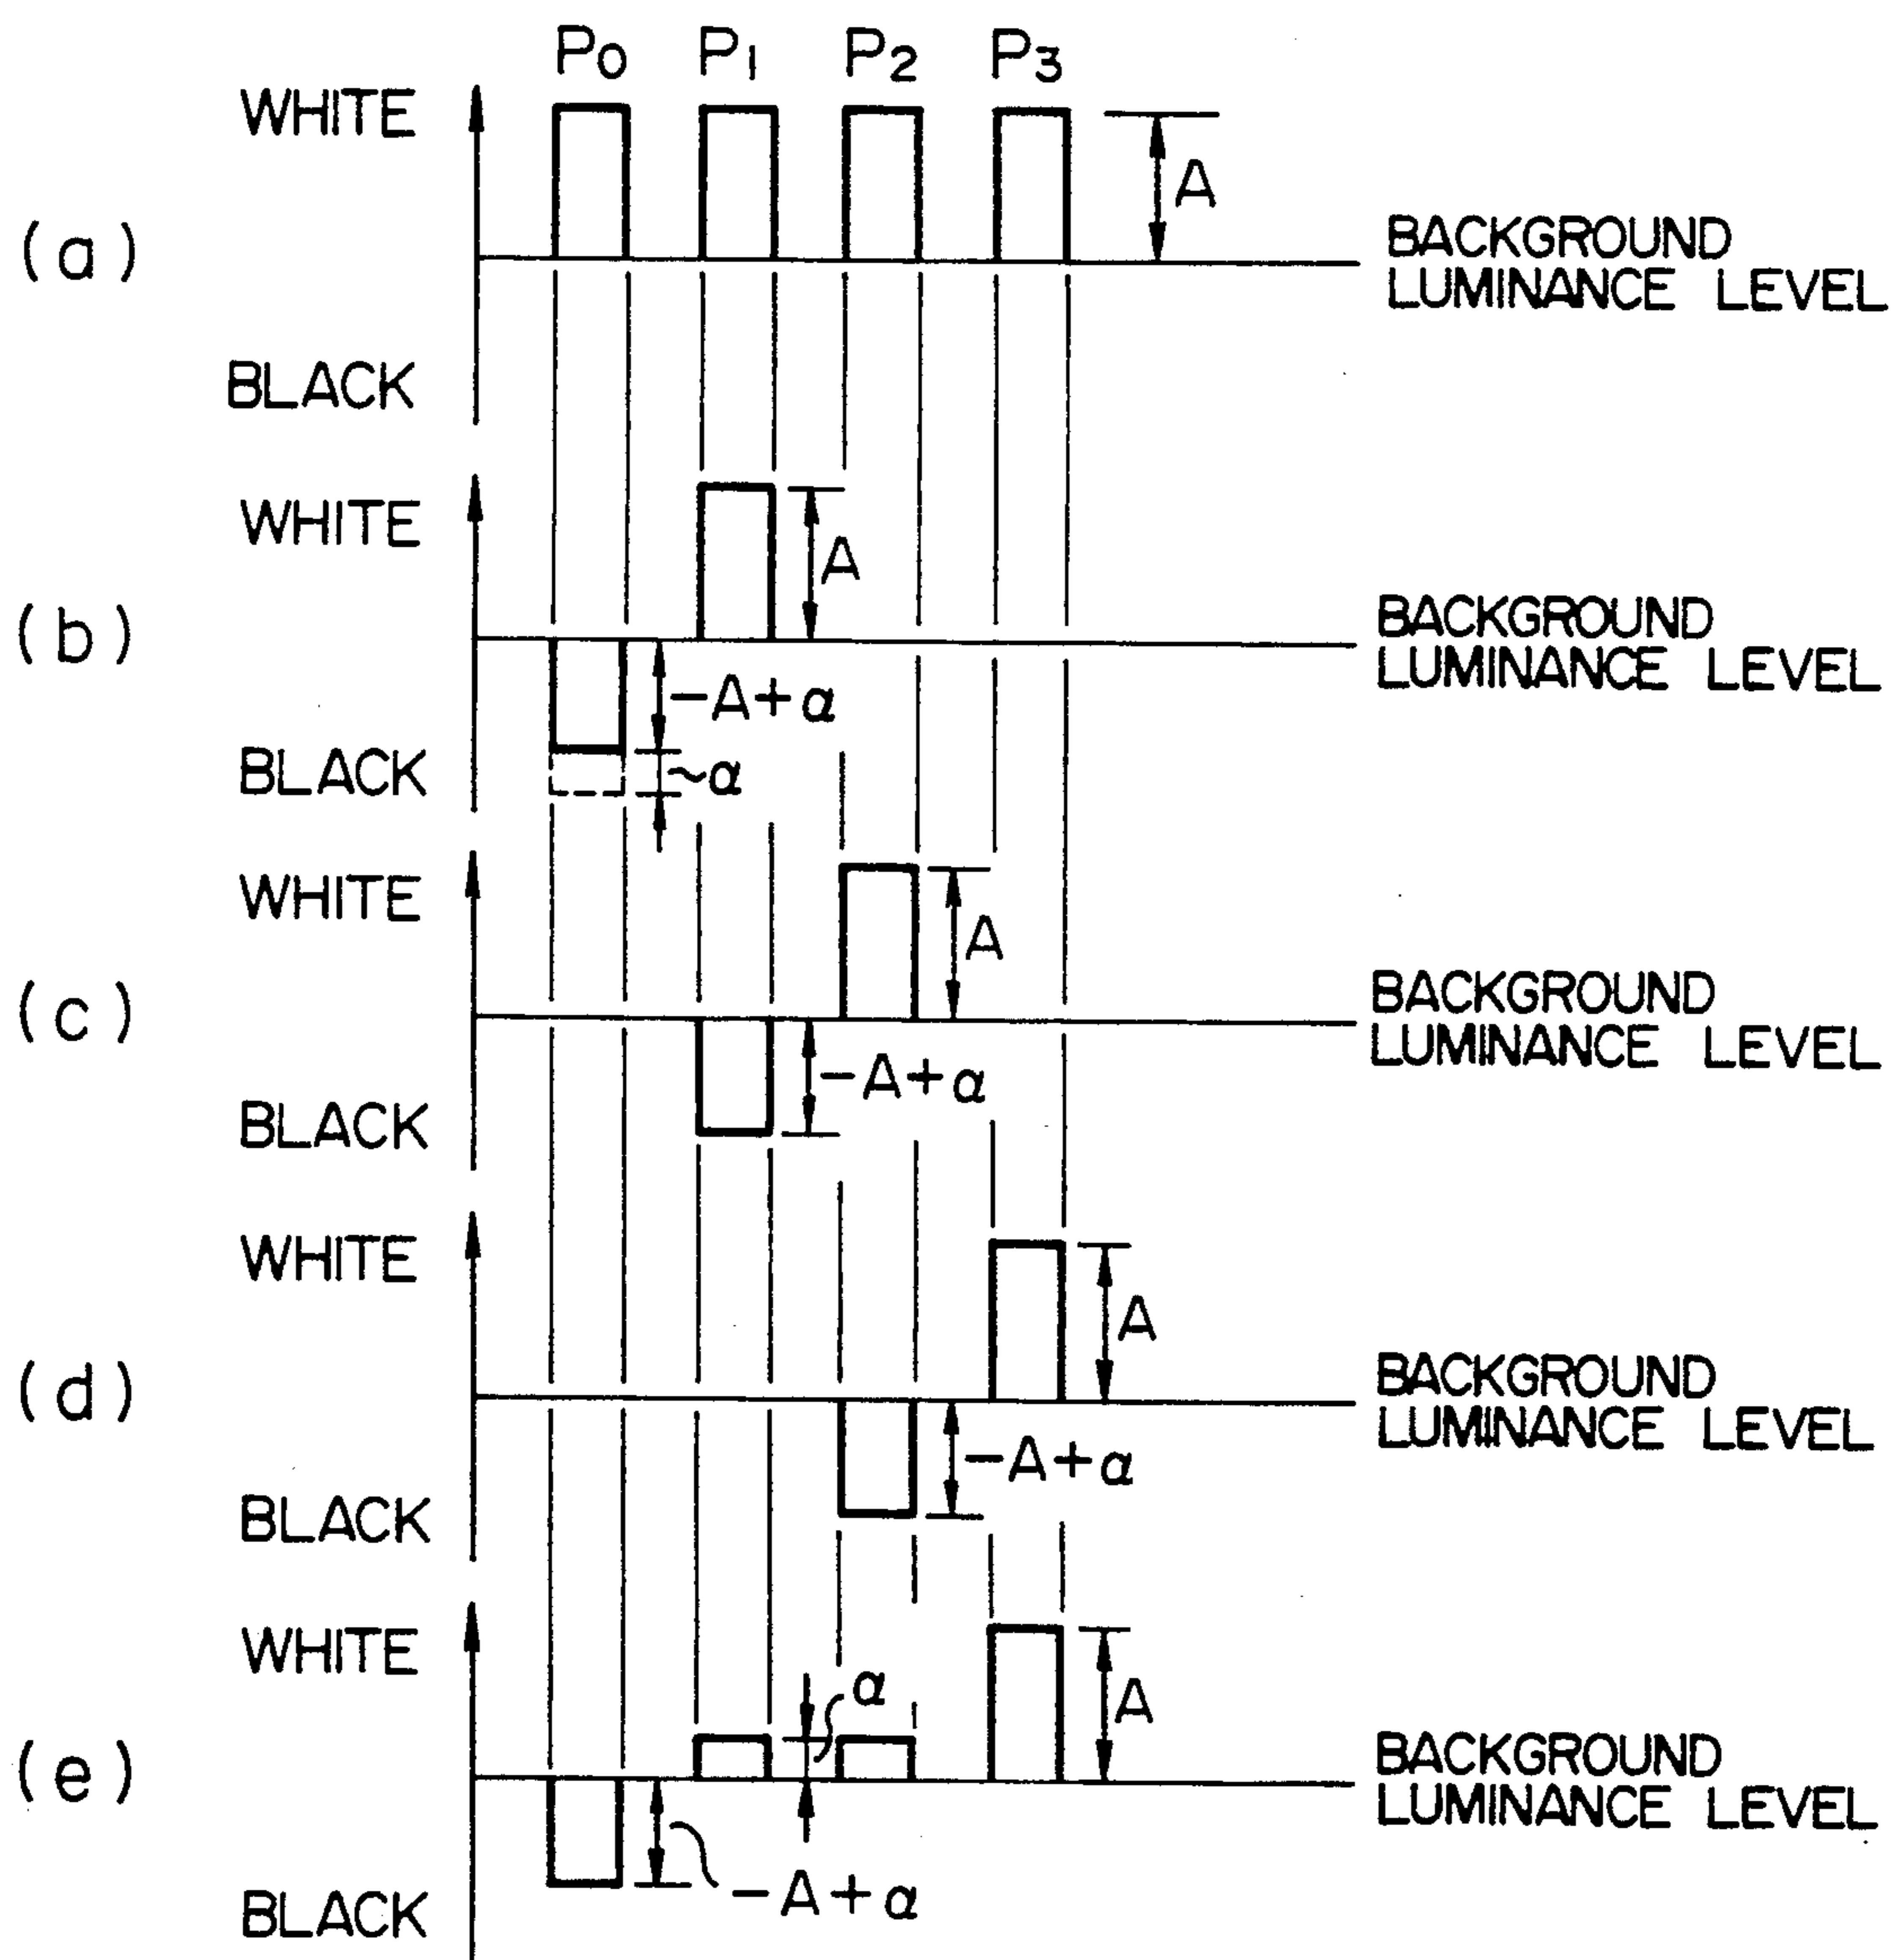 P0 P1 P2 P3
WHITE
A
(a)
BACKGROUND
LUMINANCE LEVEL
BLACK
WHITE
A
(b)
BACKGROUND
LUMINANCE LEVEL
-A+α
BLACK
~α
WHITE
A
(c)
BACKGROUND
LUMINANCE LEVEL
-A+α
BLACK
WHITE
A
(d)
BACKGROUND
LUMINANCE LEVEL
-A+α
BLACK
WHITE
α
A
(e)
BACKGROUND
LUMINANCE LEVEL
-A+α
BLACK